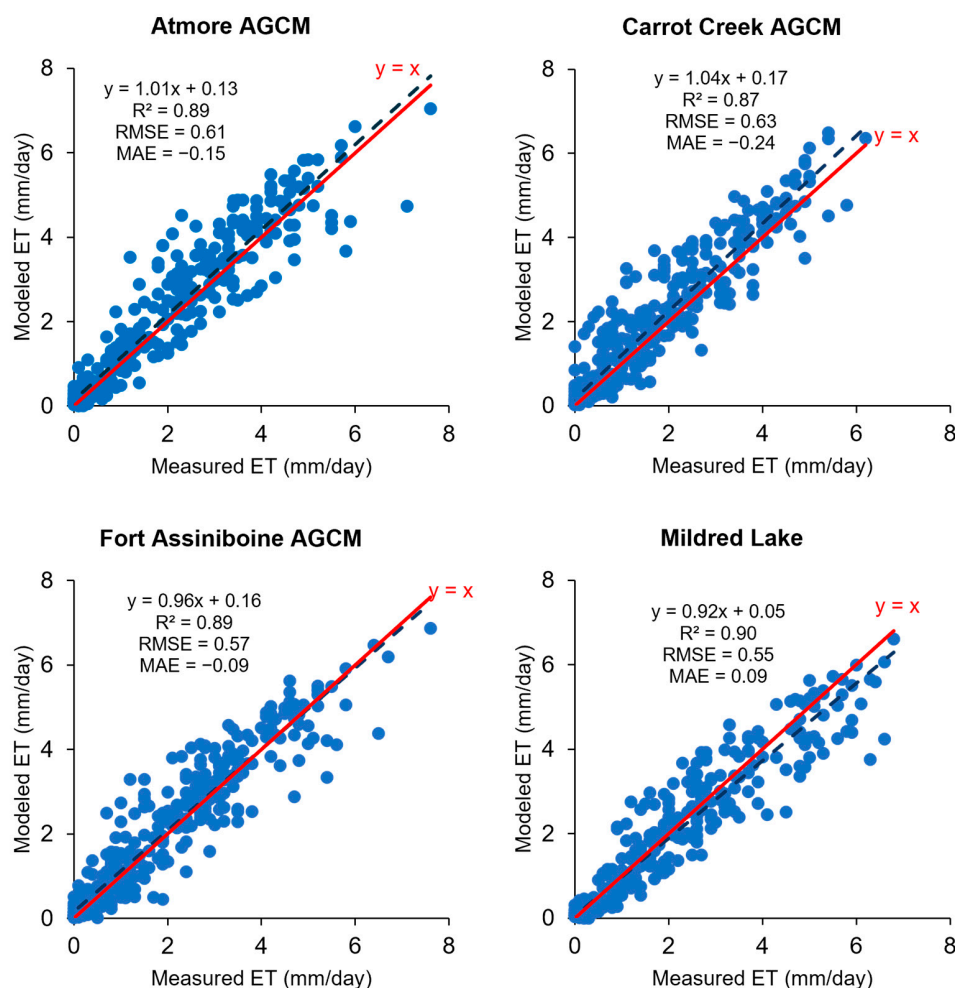 Atmore AGCM
8
6
4
2
0
Modeled ET (mm/day)
y = 1.01x + 0.13
R² = 0.89
RMSE = 0.61
MAE = −0.15
y = x
0 2 4 6 8
Measured ET (mm/day)
Carrot Creek AGCM
8
6
4
2
0
Modeled ET (mm/day)
y = 1.04x + 0.17
R² = 0.87
RMSE = 0.63
MAE = −0.24
y = x
0 2 4 6 8
Measured ET (mm/day)
Fort Assiniboine AGCM
8
6
4
2
0
Modeled ET (mm/day)
y = 0.96x + 0.16
R² = 0.89
RMSE = 0.57
MAE = −0.09
y = x
0 2 4 6 8
Measured ET (mm/day)
Mildred Lake
8
6
4
2
0
Modeled ET (mm/day)
y = 0.92x + 0.05
R² = 0.90
RMSE = 0.55
MAE = 0.09
y = x
0 2 4 6 8
Measured ET (mm/day)